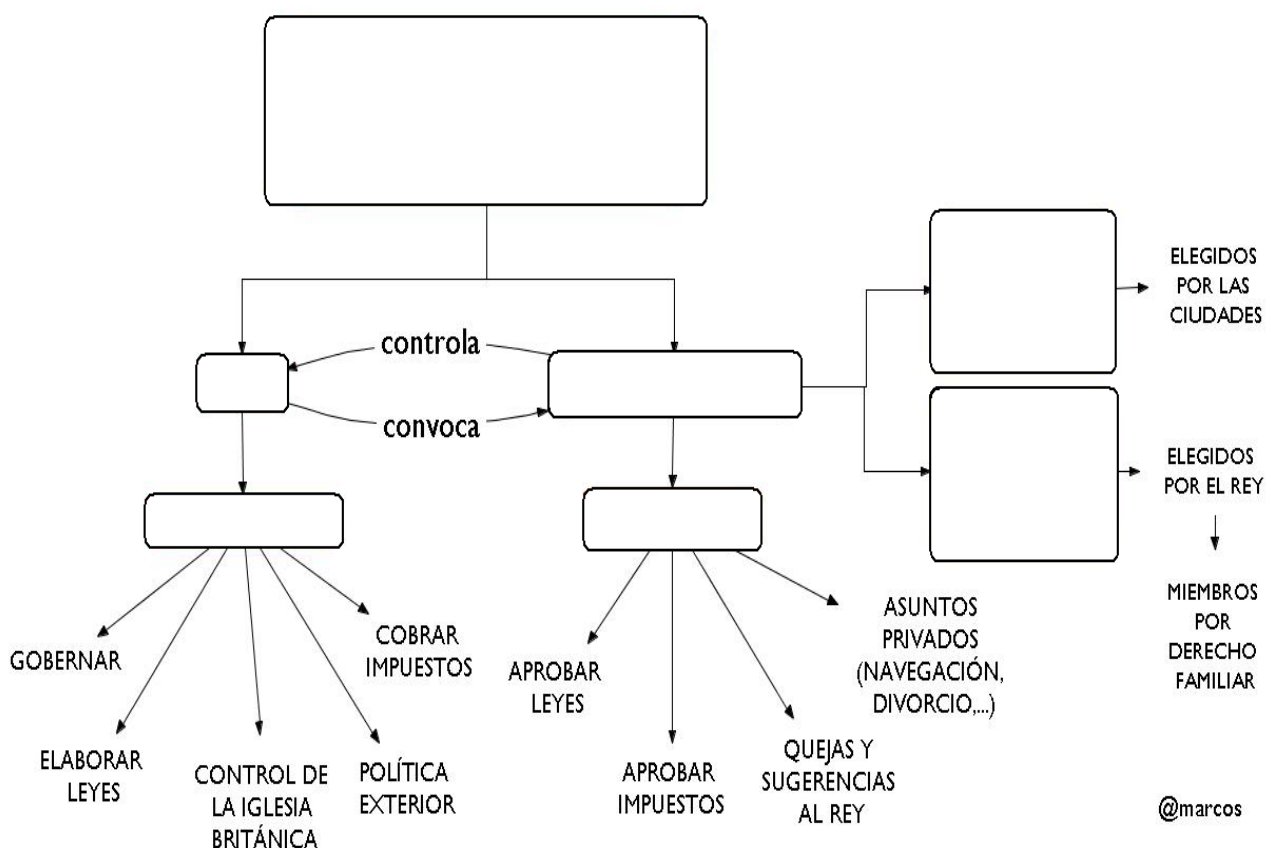 controla
convoca
ELEGIDOS
POR LAS
CIUDADES
ELEGIDOS
POR EL REY
MIEMBROS
POR
DERECHO
FAMILIAR
GOBERNAR
ELABORAR
LEYES
CONTROL DE
LA IGLESIA
BRITÁNICA
POLÍTICA
EXTERIOR
COBRAR
IMPUESTOS
APROBAR
LEYES
APROBAR
IMPUESTOS
QUEJAS Y
SUGERENCIAS
AL REY
ASUNTOS
PRIVADOS
(NAVEGACIÓN,
DIVORCIO,...)
@marcos